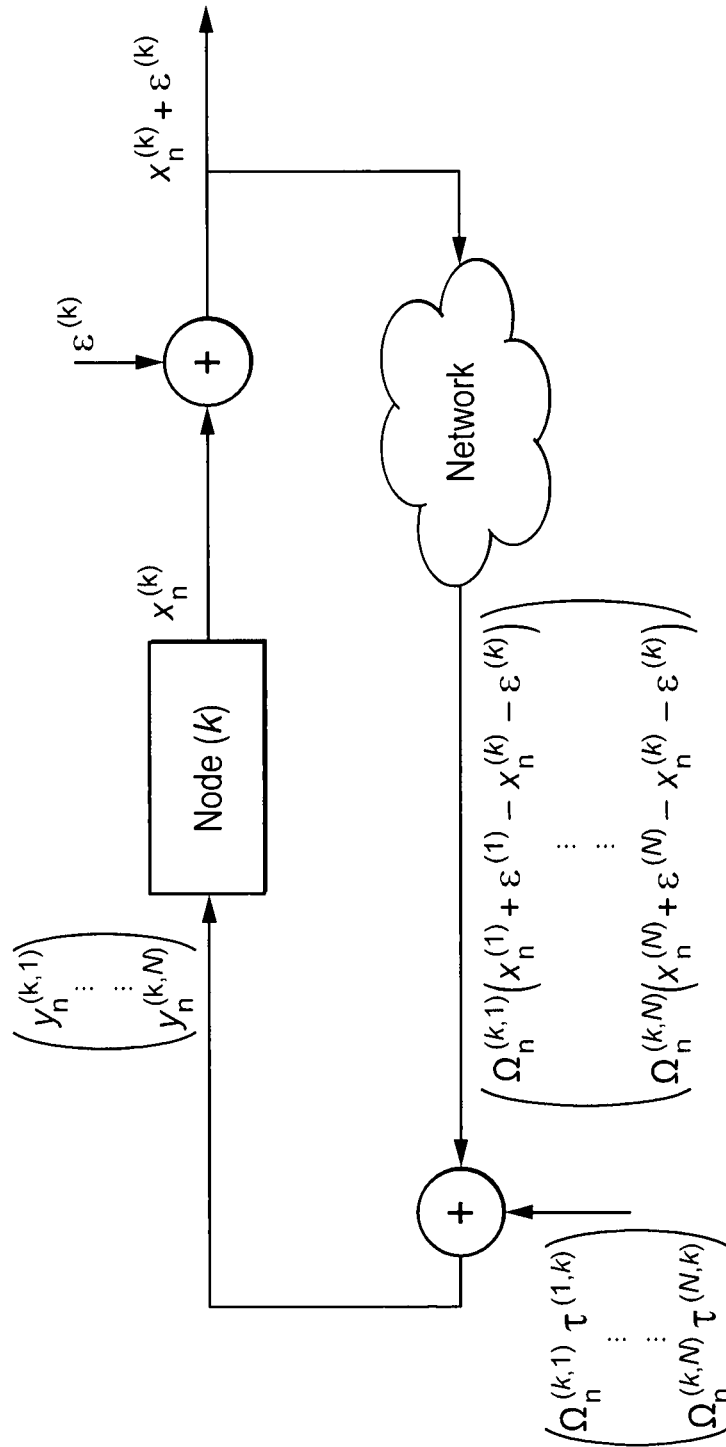 ε^(k)
x_n^(k)
x_n^(k) + ε^(k)
(y_n^(k,1)
⋮ ⋮
y_n^(k,N))
Node (k)
+
Network
(Ω_n^(k,1) (x_n^(1) + ε^(1) − x_n^(k) − ε^(k))
⋮ ⋮
Ω_n^(k,N) (x_n^(N) + ε^(N) − x_n^(k) − ε^(k)))
+
(Ω_n^(k,1) τ^(1,k)
⋮ ⋮
Ω_n^(k,N) τ^(N,k))